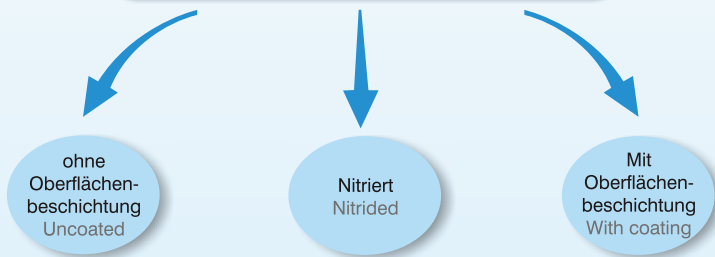 ohne
Oberflächen-
beschichtung
Uncoated
Nitriert
Nitrided
Mit
Oberflächen-
beschichtung
With coating